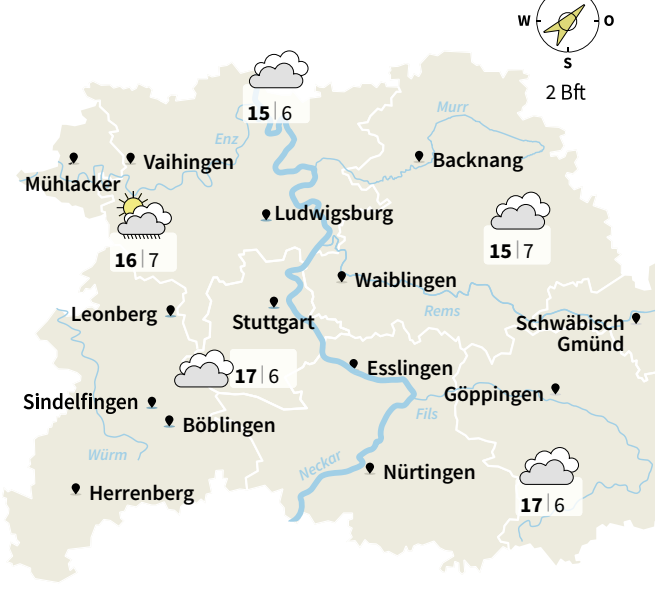 W
O
S
2 Bft
15 | 6
Murr
Enz
Vaihingen
Backnang
Mühlacker
Ludwigsburg
16 | 7
15 | 7
Waiblingen
Leonberg
Rems
Stuttgart
Schwäbisch
Gmünd
17 | 6
Esslingen
Göppingen
Sindelfingen
Fils
Böblingen
Würm
Neckar
Nürtingen
Herrenberg
17 | 6